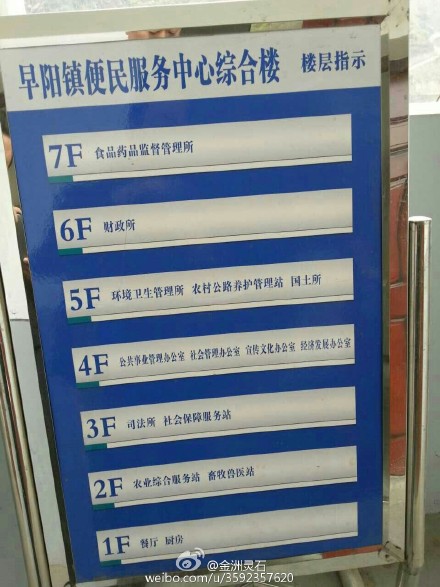 早阳镇便民服务中心综合楼 楼层指示
7F 食品药品监督管理所
6F 财政所
5F 环境卫生管理所 农村公路养护管理站 国土所
4F 公共事业管理办公室 社会管理办公室 宣传文化办公室 经济发展办公室
3F 司法所 社会保障服务站
2F 农业综合服务站 畜牧兽医站
1F 餐厅 厨房
@金洲灵石
weibo.com/u/3592357620